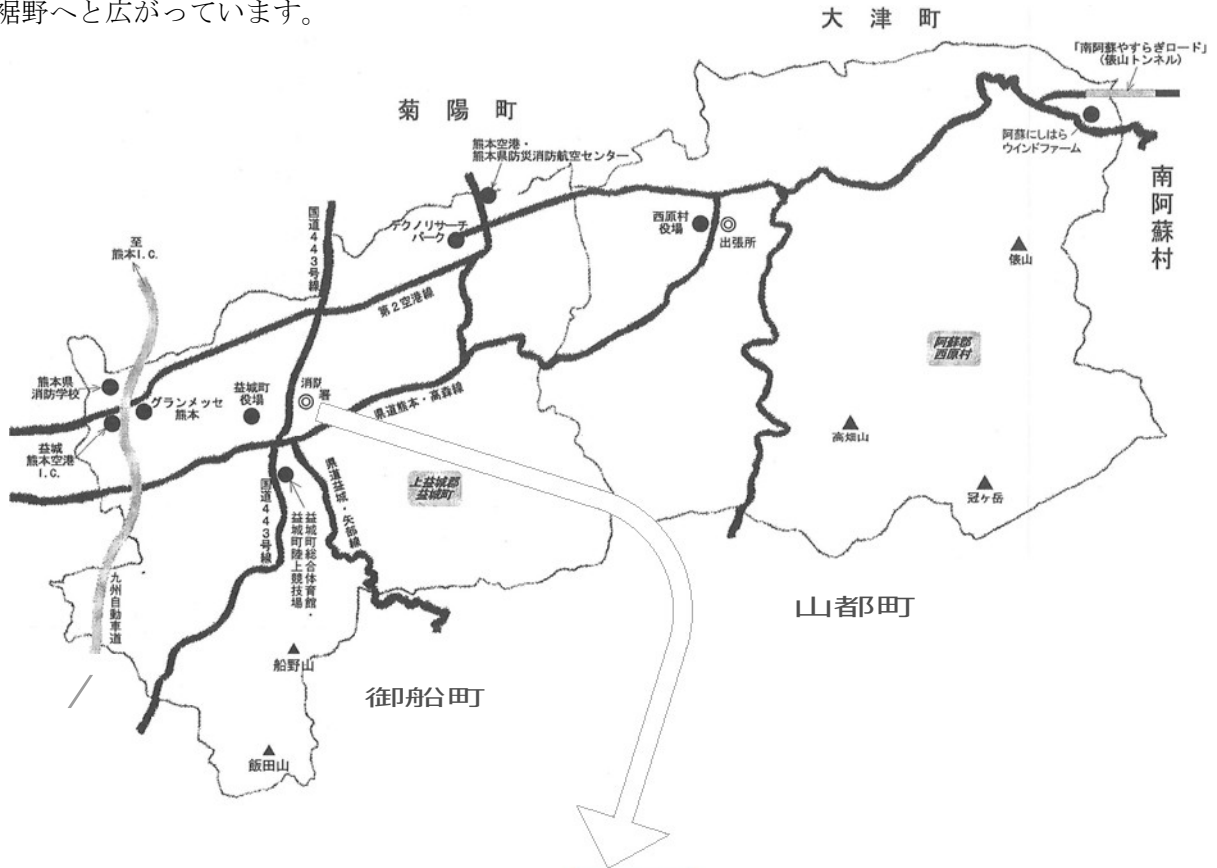 裾野へと広がっています。
大津町
「南阿蘇やすらぎロード」
(俵山トンネル)
菊陽町
阿蘇にしはら
ウインドファーム
熊本空港・
熊本県防災消防航空センター
南阿蘇村
国道443号線
テクノリサーチ
パーク
西原村
役場
出張所
至
熊本I.C.
俵山
第2空港線
阿蘇郡
西原村
熊本県
消防学校
グランメッセ
熊本
益城町
役場
消防
署
県道熊本・高森線
高畑山
益城
熊本空港
I.C.
国道443号線
益城町総合体育館・
益城町陸上競技場
県道益城・矢部線
上益城郡
益城町
冠ヶ岳
九州自動車道
山都町
船野山
御船町
飯田山